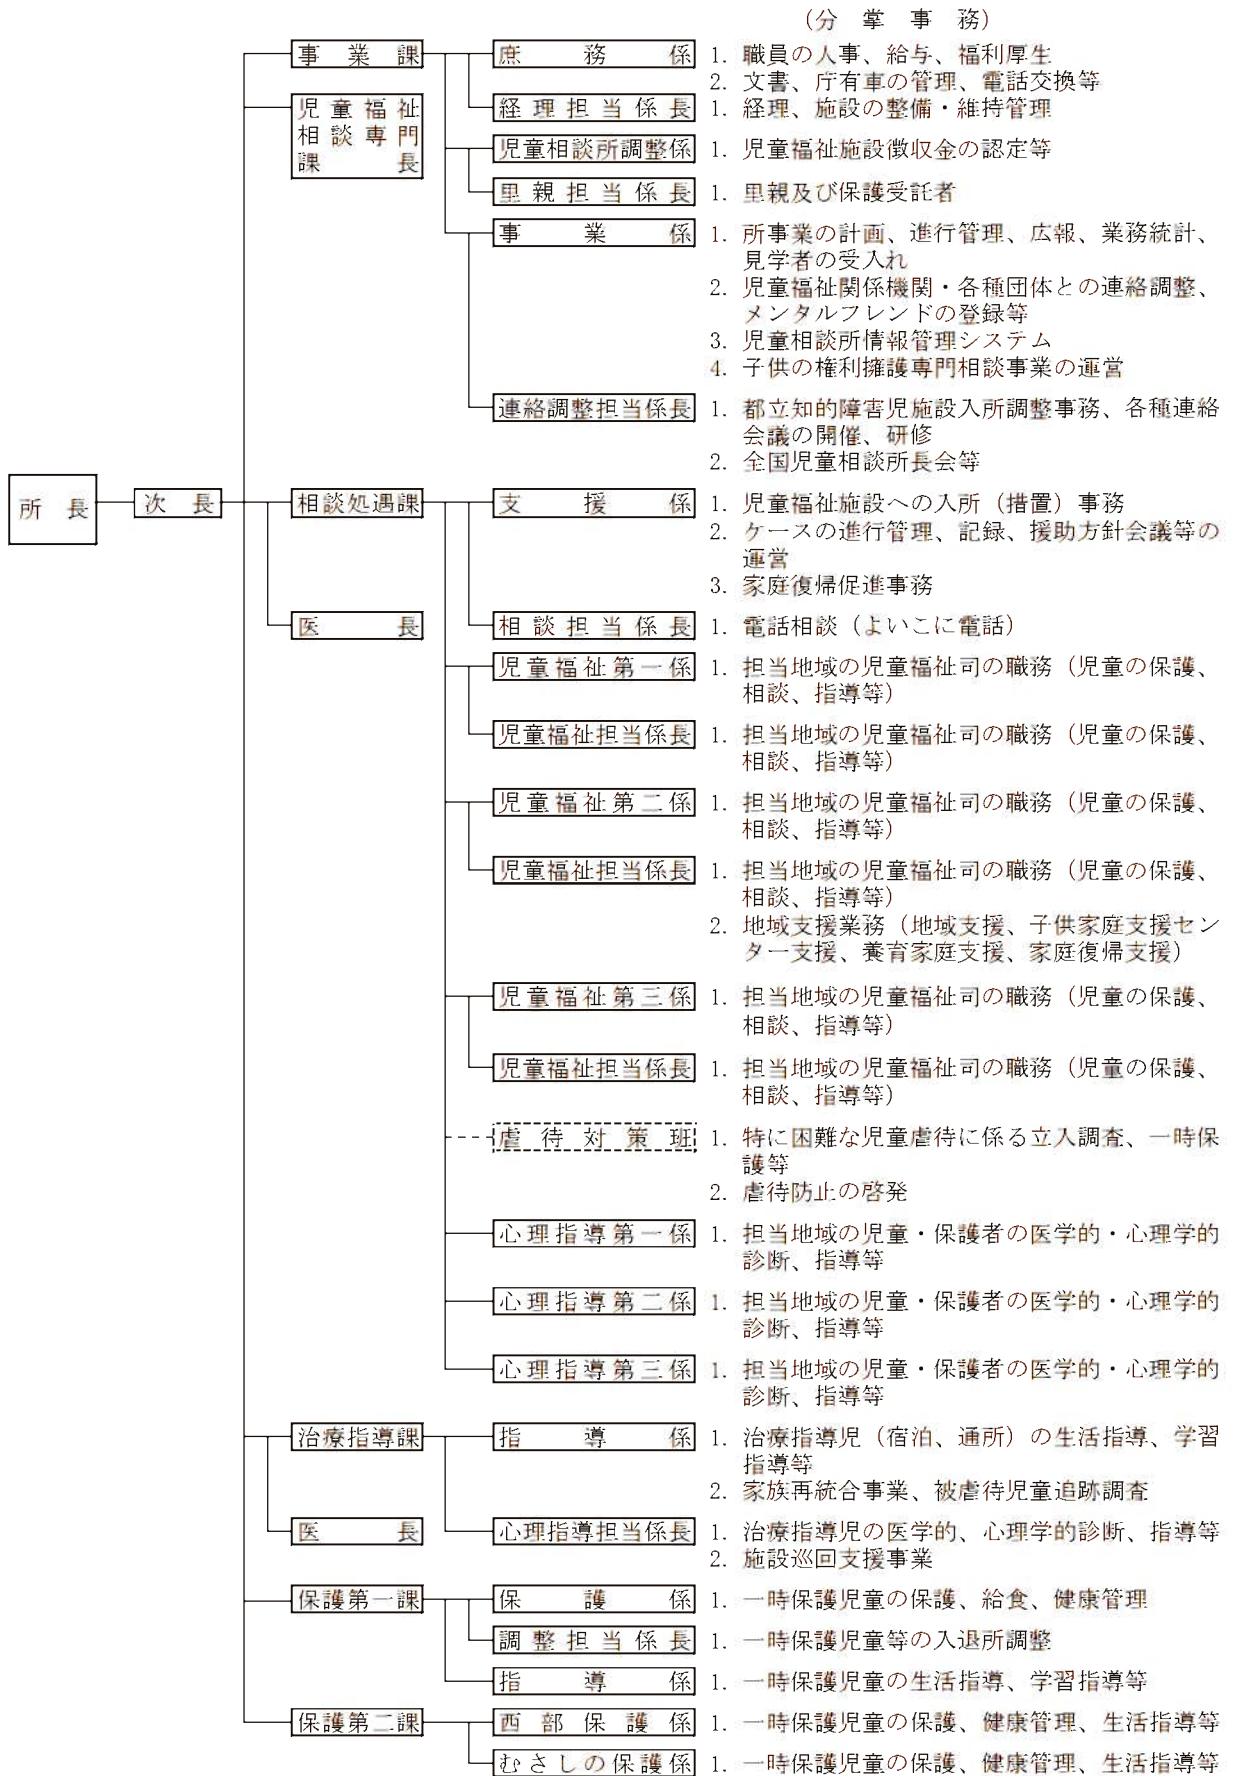 (分掌事務)
事業課
庶務係
1. 職員の人事、給与、福利厚生
2. 文書、庁有車の管理、電話交換等
児童福祉
相談専門
課長
経理担当係長
1. 経理、施設の整備・維持管理
児童相談所調整係
1. 児童福祉施設徴収金の認定等
里親担当係長
1. 里親及び保護受託者
事業係
1. 所事業の計画、進行管理、広報、業務統計、
見学者の受入れ
2. 児童福祉関係機関・各種団体との連絡調整、
メンタルフレンドの登録等
3. 児童相談所情報管理システム
4. 子供の権利擁護専門相談事業の運営
連絡調整担当係長
1. 都立知的障害児施設入所調整事務、各種連絡
会議の開催、研修
2. 全国児童相談所長会等
所長
次長
相談処遇課
支援係
1. 児童福祉施設への入所（措置）事務
2. ケースの進行管理、記録、援助方針会議等の
運営
3. 家庭復帰促進事務
医長
相談担当係長
1. 電話相談（よいこに電話）
児童福祉第一係
1. 担当地域の児童福祉司の職務（児童の保護、
相談、指導等）
児童福祉担当係長
1. 担当地域の児童福祉司の職務（児童の保護、
相談、指導等）
児童福祉第二係
1. 担当地域の児童福祉司の職務（児童の保護、
相談、指導等）
児童福祉担当係長
1. 担当地域の児童福祉司の職務（児童の保護、
相談、指導等）
2. 地域支援業務（地域支援、子供家庭支援セン
ター支援、養育家庭支援、家庭復帰支援）
児童福祉第三係
1. 担当地域の児童福祉司の職務（児童の保護、
相談、指導等）
児童福祉担当係長
1. 担当地域の児童福祉司の職務（児童の保護、
相談、指導等）
虐待対策班
1. 特に困難な児童虐待に係る立入調査、一時保
護等
2. 虐待防止の啓発
心理指導第一係
1. 担当地域の児童・保護者の医学的・心理学的
診断、指導等
心理指導第二係
1. 担当地域の児童・保護者の医学的・心理学的
診断、指導等
心理指導第三係
1. 担当地域の児童・保護者の医学的・心理学的
診断、指導等
治療指導課
指導係
1. 治療指導児（宿泊、通所）の生活指導、学習
指導等
2. 家族再統合事業、被虐待児童追跡調査
医長
心理指導担当係長
1. 治療指導児の医学的、心理学的診断、指導等
2. 施設巡回支援事業
保護第一課
保護係
1. 一時保護児童の保護、給食、健康管理
調整担当係長
1. 一時保護児童等の入退所調整
指導係
1. 一時保護児童の生活指導、学習指導等
保護第二課
西部保護係
1. 一時保護児童の保護、健康管理、生活指導等
むさしの保護係
1. 一時保護児童の保護、健康管理、生活指導等